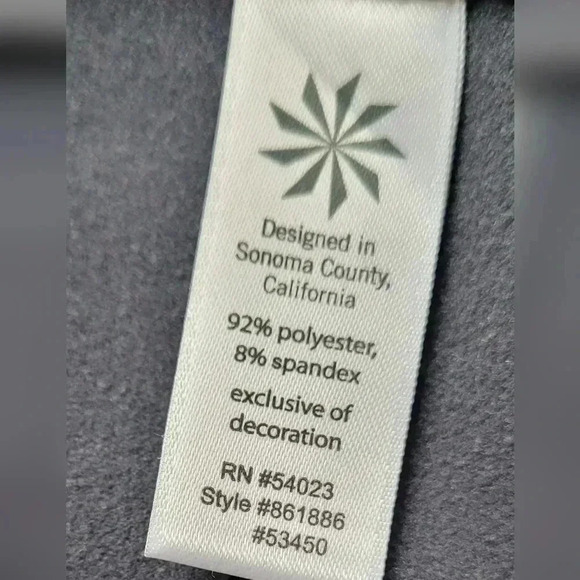 Designed in
Sonoma County,
California
92% polyester,
8% spandex
exclusive of
decoration
RN #54023
Style #861886
#53450